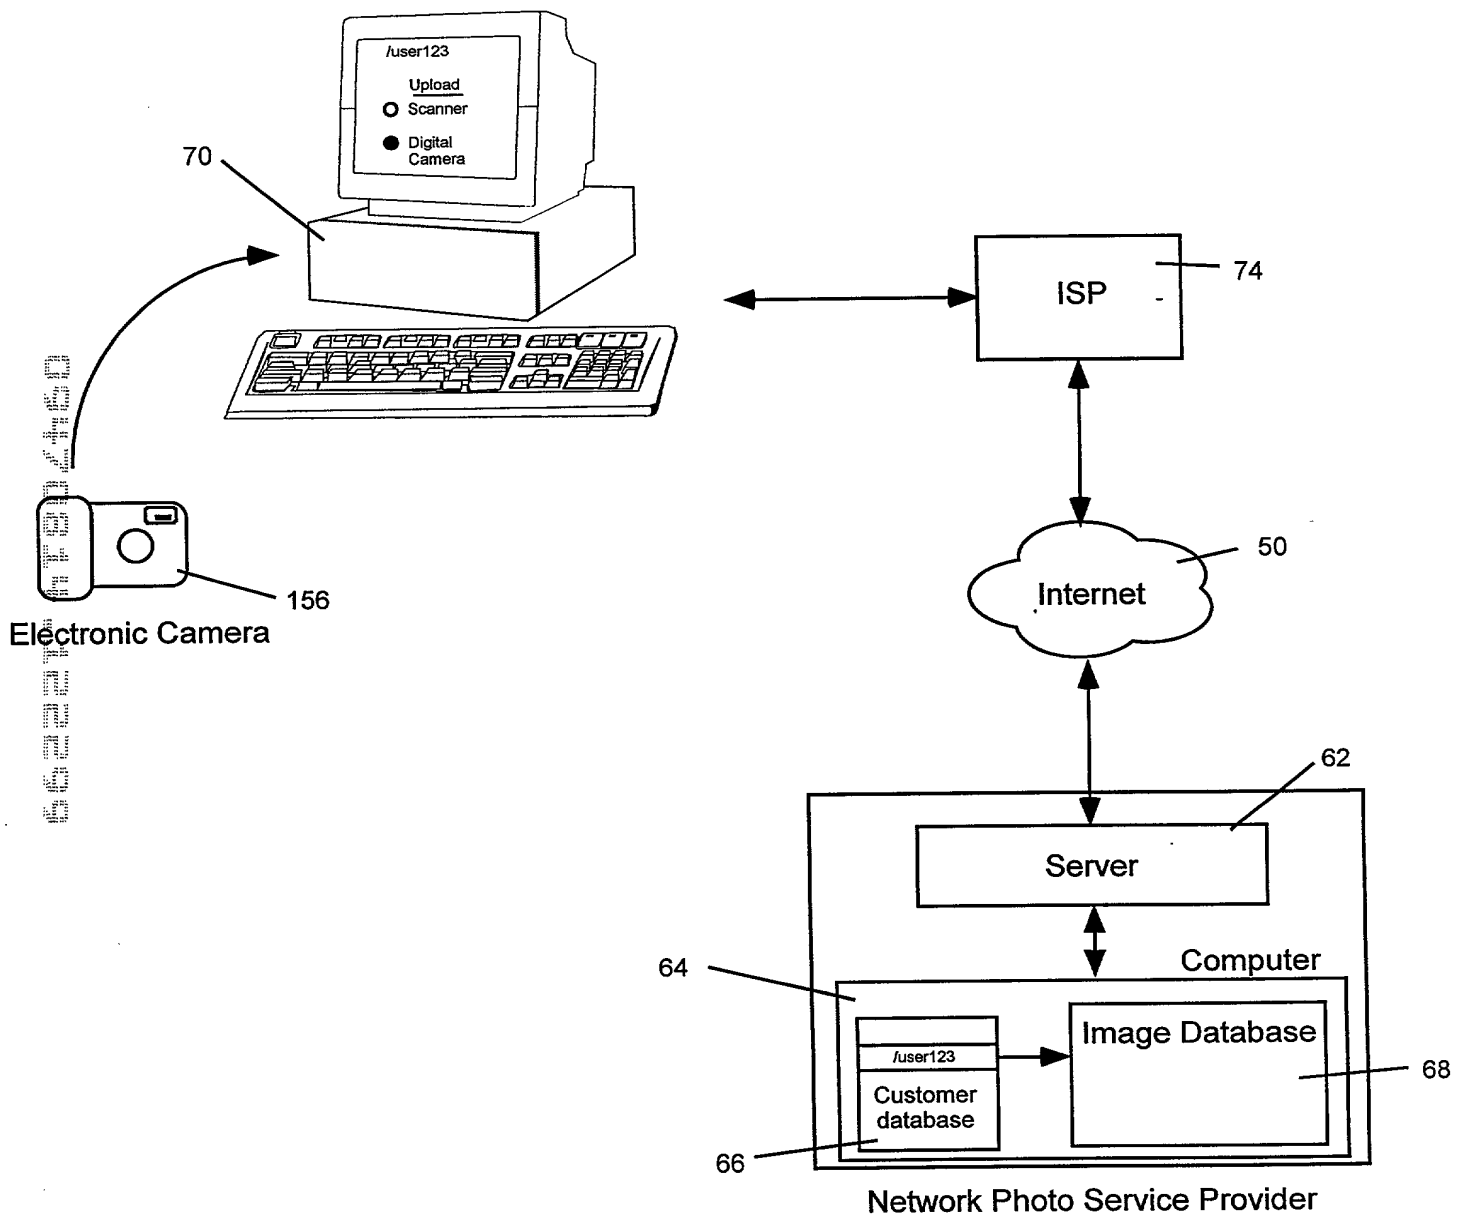 /user123
Upload
Scanner
Digital
Camera
70
ISP
74
50
Internet
156
Electronic Camera
62
Server
Computer
64
Image Database
/user123
Customer
database
68
66
Network Photo Service Provider